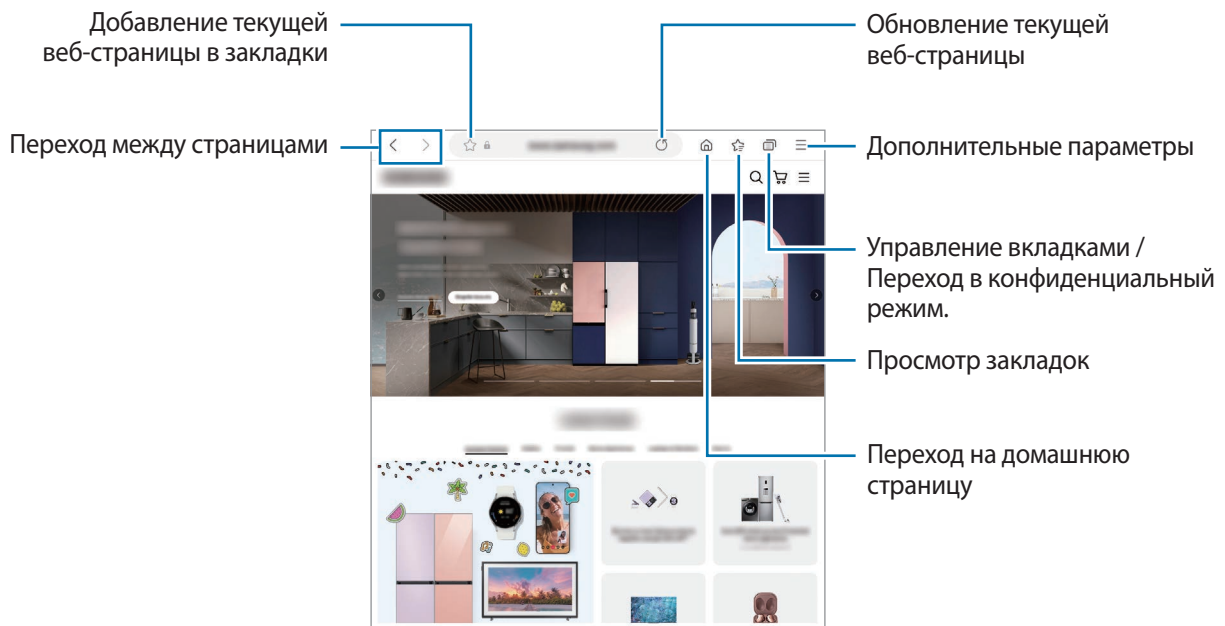 Добавление текущей
веб-страницы в закладки
Обновление текущей
веб-страницы
Переход между страницами
Дополнительные параметры
Управление вкладками /
Переход в конфиденциальный
режим.
Просмотр закладок
Переход на домашнюю
страницу